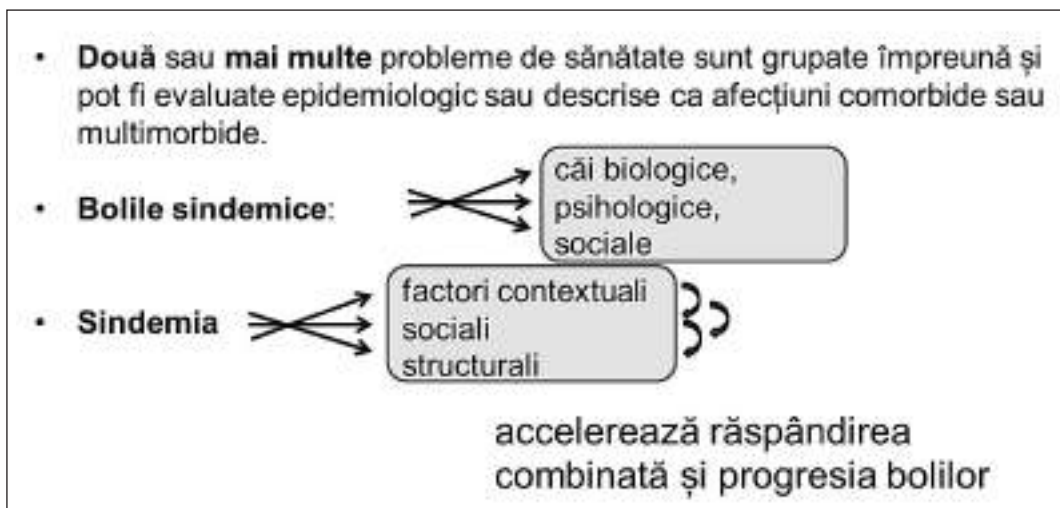 • Două sau mai multe probleme de sănătate sunt grupate împreună și
pot fi evaluate epidemiologic sau descrise ca afecțiuni comorbide sau
multimorbide.
• Bolile sindemice:
căi biologice,
psihologice,
sociale
• Sindemia
factori contextuali
sociali
structurali
accelerează răspândirea
combinată și progresia bolilor